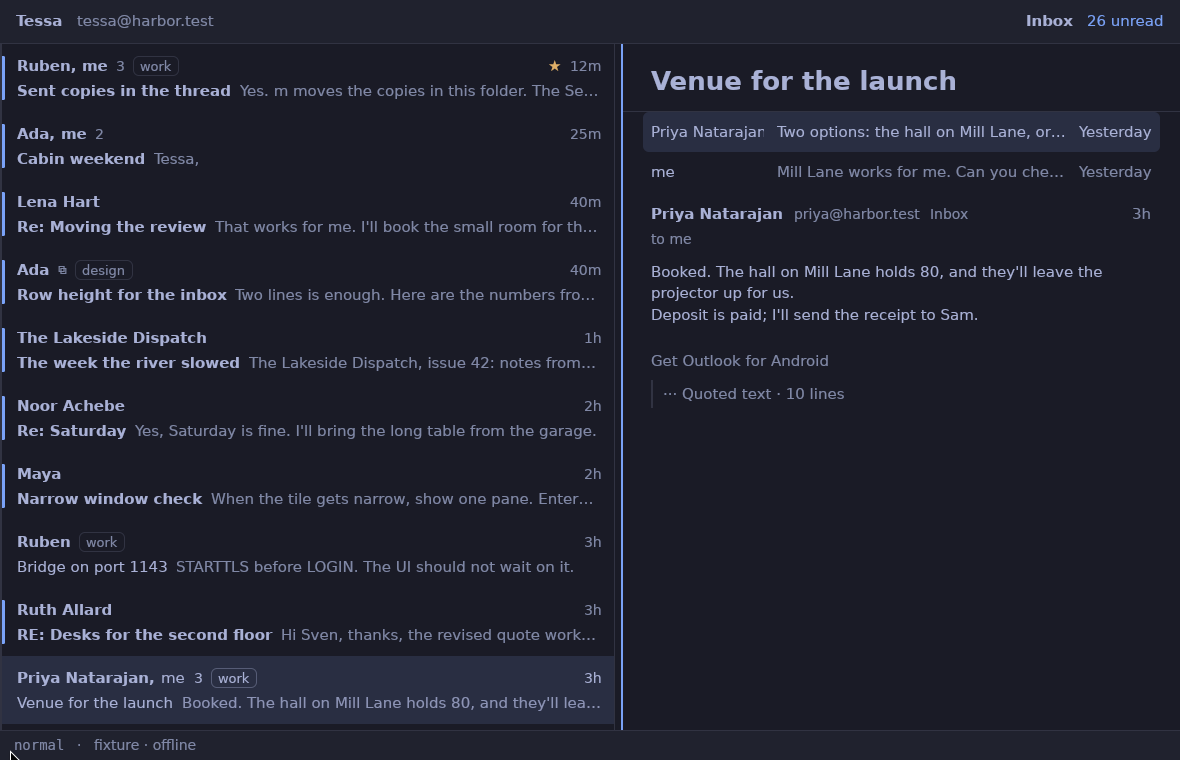 Tessa tessa@harbor.test Inbox 26 unread
Ruben, me 3 work ★ 12m
Sent copies in the thread Yes. m moves the copies in this folder. The Se…
Ada, me 2 25m
Cabin weekend Tessa,
Lena Hart 40m
Re: Moving the review That works for me. I'll book the small room for th…
Ada design 40m
Row height for the inbox Two lines is enough. Here are the numbers fro…
The Lakeside Dispatch 1h
The week the river slowed The Lakeside Dispatch, issue 42: notes from…
Noor Achebe 2h
Re: Saturday Yes, Saturday is fine. I'll bring the long table from the garage.
Maya 2h
Narrow window check When the tile gets narrow, show one pane. Enter…
Ruben work 3h
Bridge on port 1143 STARTTLS before LOGIN. The UI should not wait on it.
Ruth Allard 3h
RE: Desks for the second floor Hi Sven, thanks, the revised quote work…
Priya Natarajan, me 3 work 3h
Venue for the launch Booked. The hall on Mill Lane holds 80, and they'll lea…
Venue for the launch
Priya Natarajan Two options: the hall on Mill Lane, or… Yesterday
me Mill Lane works for me. Can you che… Yesterday
Priya Natarajan priya@harbor.test Inbox 3h
to me
Booked. The hall on Mill Lane holds 80, and they'll leave the
projector up for us.
Deposit is paid; I'll send the receipt to Sam.
Get Outlook for Android
··· Quoted text · 10 lines
normal · fixture · offline